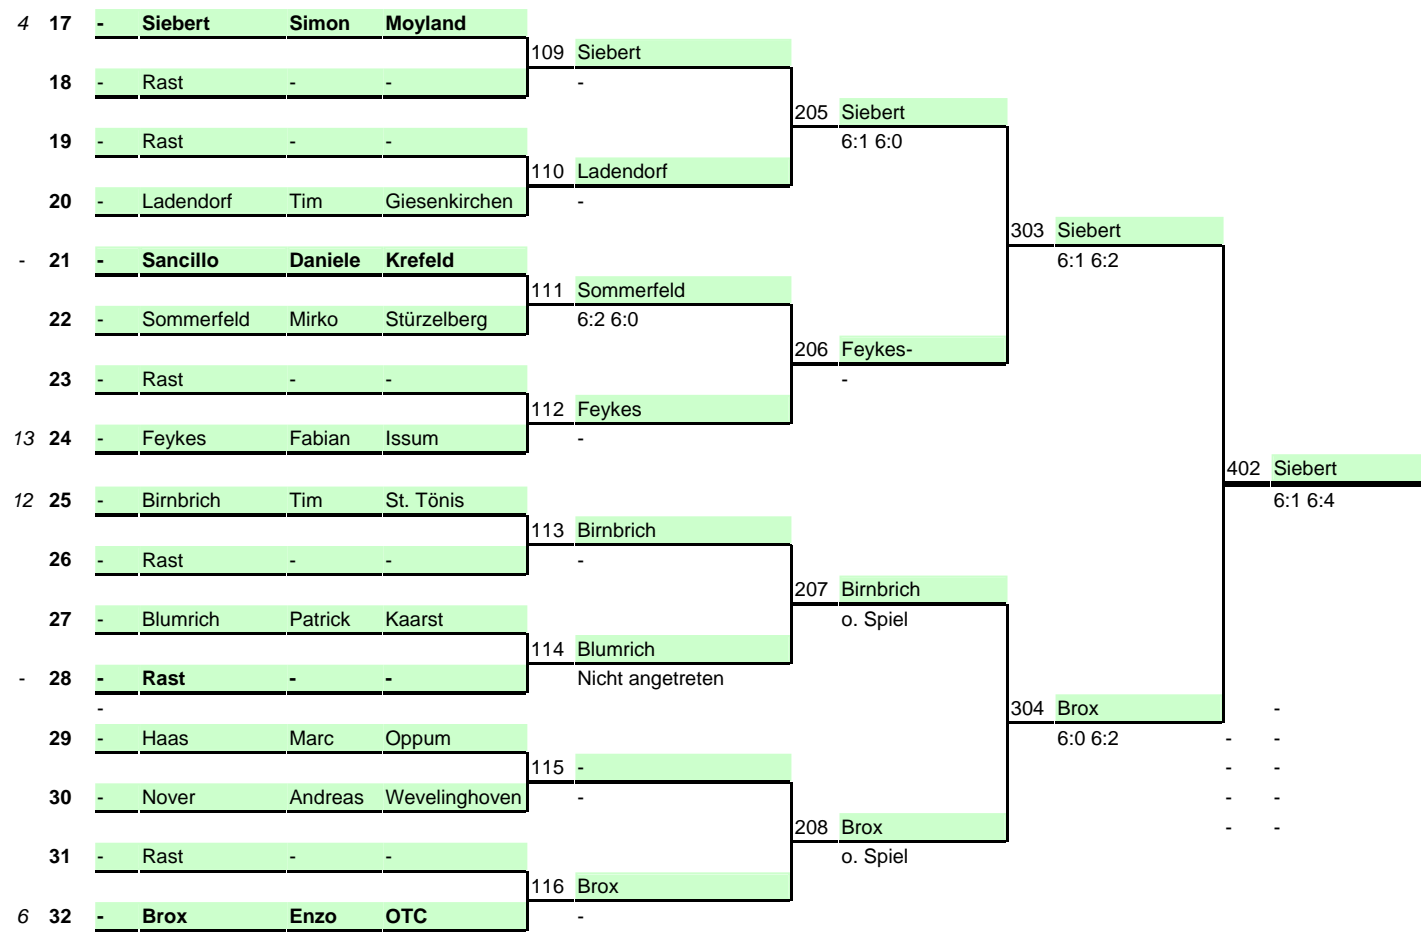 4 17 - Siebert Simon Moyland
109 Siebert
18 - Rast - - -
205 Siebert
19 - Rast - - 6:1 6:0
110 Ladendorf
20 - Ladendorf Tim Giesenkirchen -
303 Siebert
- 21 - Sancillo Daniele Krefeld 6:1 6:2
111 Sommerfeld
22 - Sommerfeld Mirko Stürzelberg 6:2 6:0
206 Feykes-
23 - Rast - - -
112 Feykes
13 24 - Feykes Fabian Issum -
402 Siebert
12 25 - Birnbrich Tim St. Tönis 6:1 6:4
113 Birnbrich
26 - Rast - - -
207 Birnbrich
27 - Blumrich Patrick Kaarst o. Spiel
114 Blumrich
- 28 - Rast - - Nicht angetreten
- 304 Brox -
29 - Haas Marc Oppum 6:0 6:2 - -
115 - - -
30 - Nover Andreas Wevelinghoven - - -
208 Brox - -
31 - Rast - - o. Spiel
116 Brox
6 32 - Brox Enzo OTC -